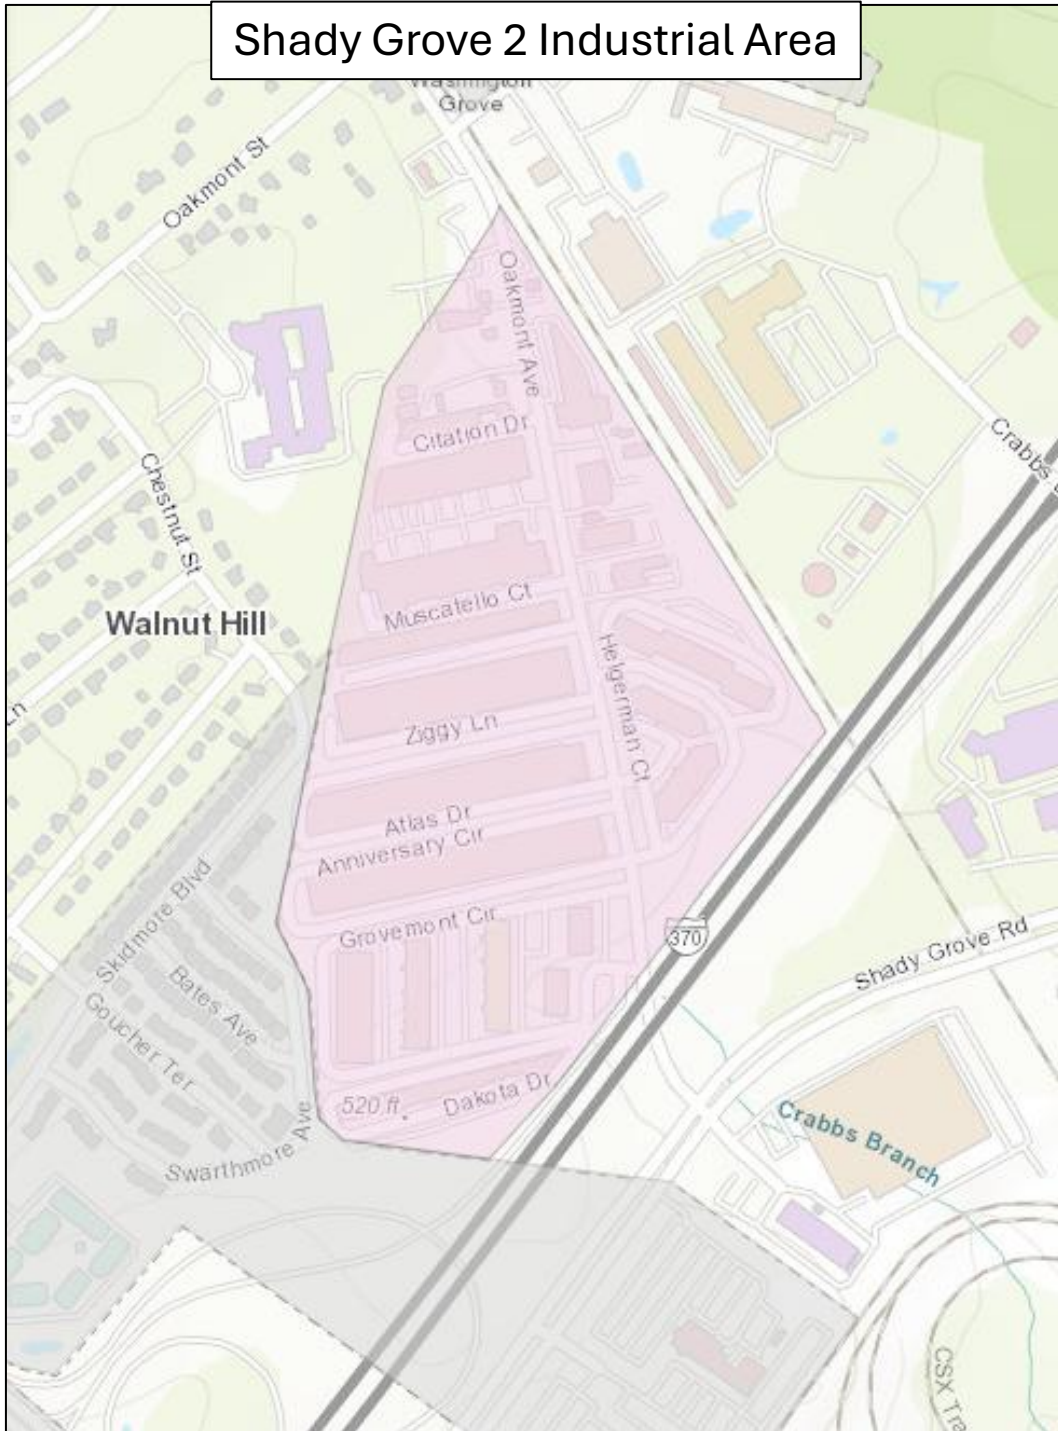 Shady Grove 2 Industrial Area
Washington
Grove
Oakmont St
Oakmont Ave
Citation Dr
Crabbs
Chestnut St
Walnut Hill
Muscatello Ct
Helgerman Ct
Ln
Ziggy Ln
Atlas Dr
Anniversary Cir
Grovemont Cir
370
Shady Grove Rd
Skidmore Blvd
Bates Ave
Goucher Ter
520 ft
Dakota Dr
Swarthmore Ave
Crabbs Branch
CSX Tra